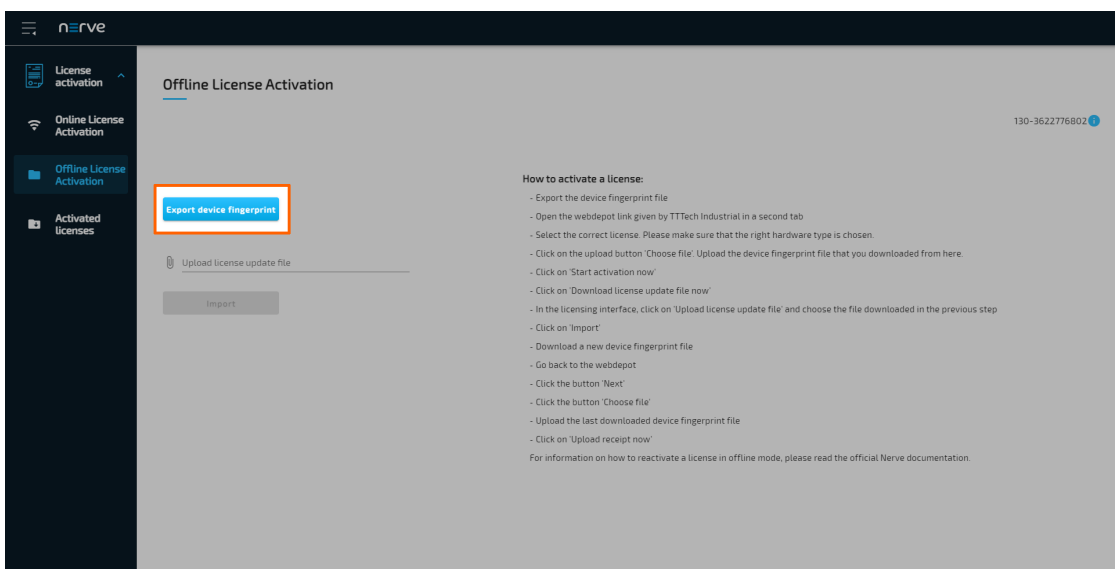 nerve
License
activation
Online License
Activation
Offline License
Activation
Activated
licenses
Offline License Activation
130-3622776802
Export device fingerprint
Upload license update file
Import
How to activate a license:
- Export the device fingerprint file
- Open the webdepot link given by TTTech Industrial in a second tab
- Select the correct license. Please make sure that the right hardware type is chosen.
- Click on the upload button 'Choose file'. Upload the device fingerprint file that you downloaded from here.
- Click on 'Start activation now'
- Click on 'Download license update file now'
- In the licensing interface, click on 'Upload license update file' and choose the file downloaded in the previous step
- Click on 'Import'
- Download a new device fingerprint file
- Go back to the webdepot
- Click the button 'Next'
- Click the button 'Choose file'
- Upload the last downloaded device fingerprint file
- Click on 'Upload receipt now'
For information on how to reactivate a license in offline mode, please read the official Nerve documentation.